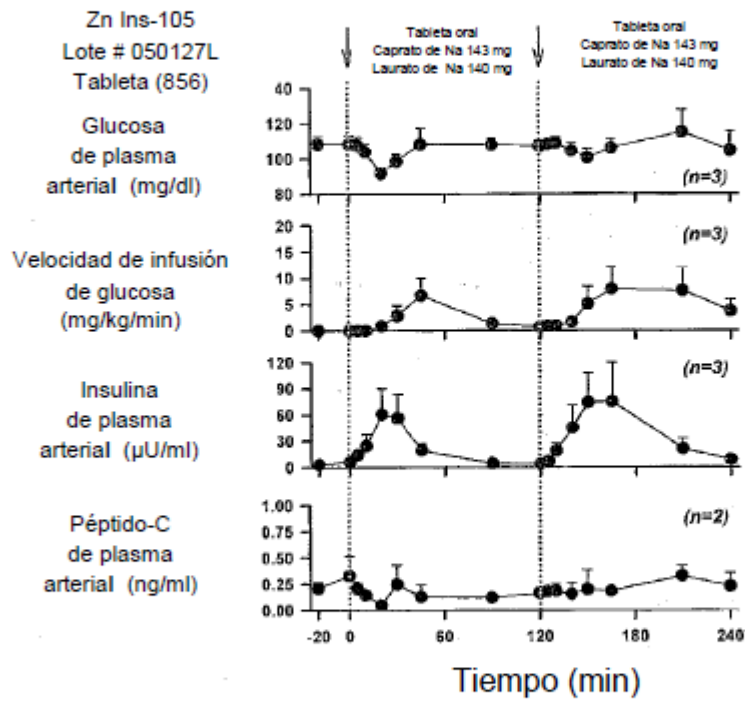 Zn Ins-105
Lote # 050127L
Tableta (856)
Tableta oral
Caprato de Na 143 mg
Laurato de Na 140 mg
Tableta oral
Caprato de Na 143 mg
Laurato de Na 140 mg
Glucosa
de plasma
arterial (mg/dl)
40
120
100
80
(n=3)
Velocidad de infusión
de glucosa
(mg/kg/min)
20
15
10
5
0
(n=3)
Insulina
de plasma
arterial (µU/ml)
120
90
60
30
0
(n=3)
Péptido-C
de plasma
arterial (ng/ml)
1.00
0.75
0.50
0.25
0.00
(n=2)
-20 0 60 120 180 240
Tiempo (min)